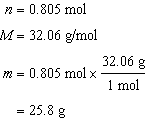 n = 0.805 mol
M = 32.06 g/mol
m = 0.805 mol × 32.06 g / 1 mol
= 25.8 g